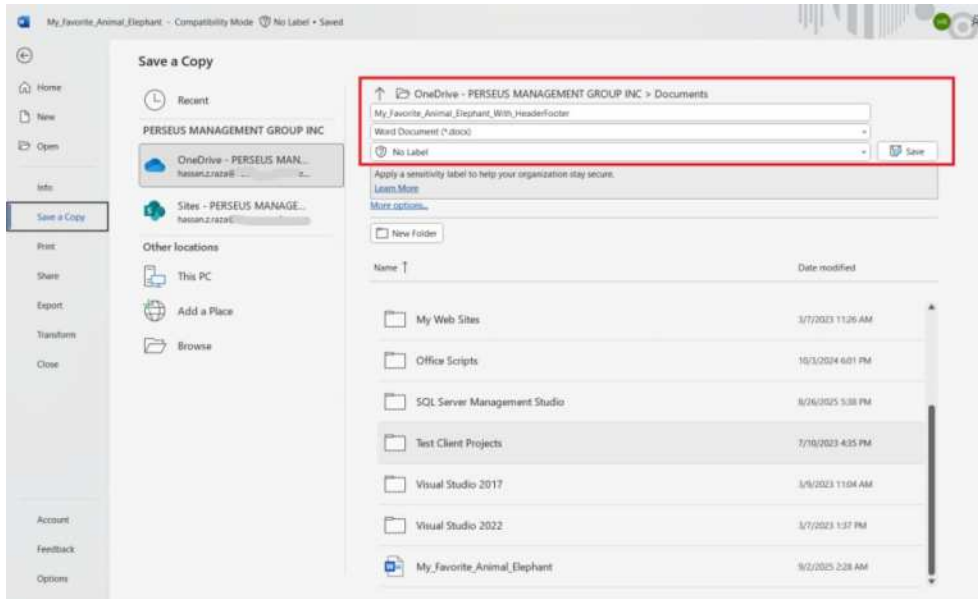 My_Favorite_Animal_Elephant - Compatibility Mode No Label • Saved
Home
New
Open
Info
Save a Copy
Print
Share
Export
Transform
Close
Account
Feedback
Options
Save a Copy
Recent
PERSEUS MANAGEMENT GROUP INC
OneDrive - PERSEUS MAN...
hassan.z.raza@
Sites - PERSEUS MANAGE...
hassan.z.raza@
Other locations
This PC
Add a Place
Browse
OneDrive - PERSEUS MANAGEMENT GROUP INC > Documents
My_Favorite_Animal_Elephant_With_HeaderFooter
Word Document (*.docx)
No Label
Save
Apply a sensitivity label to help your organization stay secure.
Learn More
More options...
New Folder
Name ↑ Date modified
My Web Sites 3/7/2023 11:26 AM
Office Scripts 10/3/2024 6:01 PM
SQL Server Management Studio 8/26/2025 5:38 PM
Test Client Projects 7/10/2023 4:35 PM
Visual Studio 2017 3/9/2023 11:04 AM
Visual Studio 2022 3/7/2023 1:37 PM
My_Favorite_Animal_Elephant 9/2/2025 2:28 AM